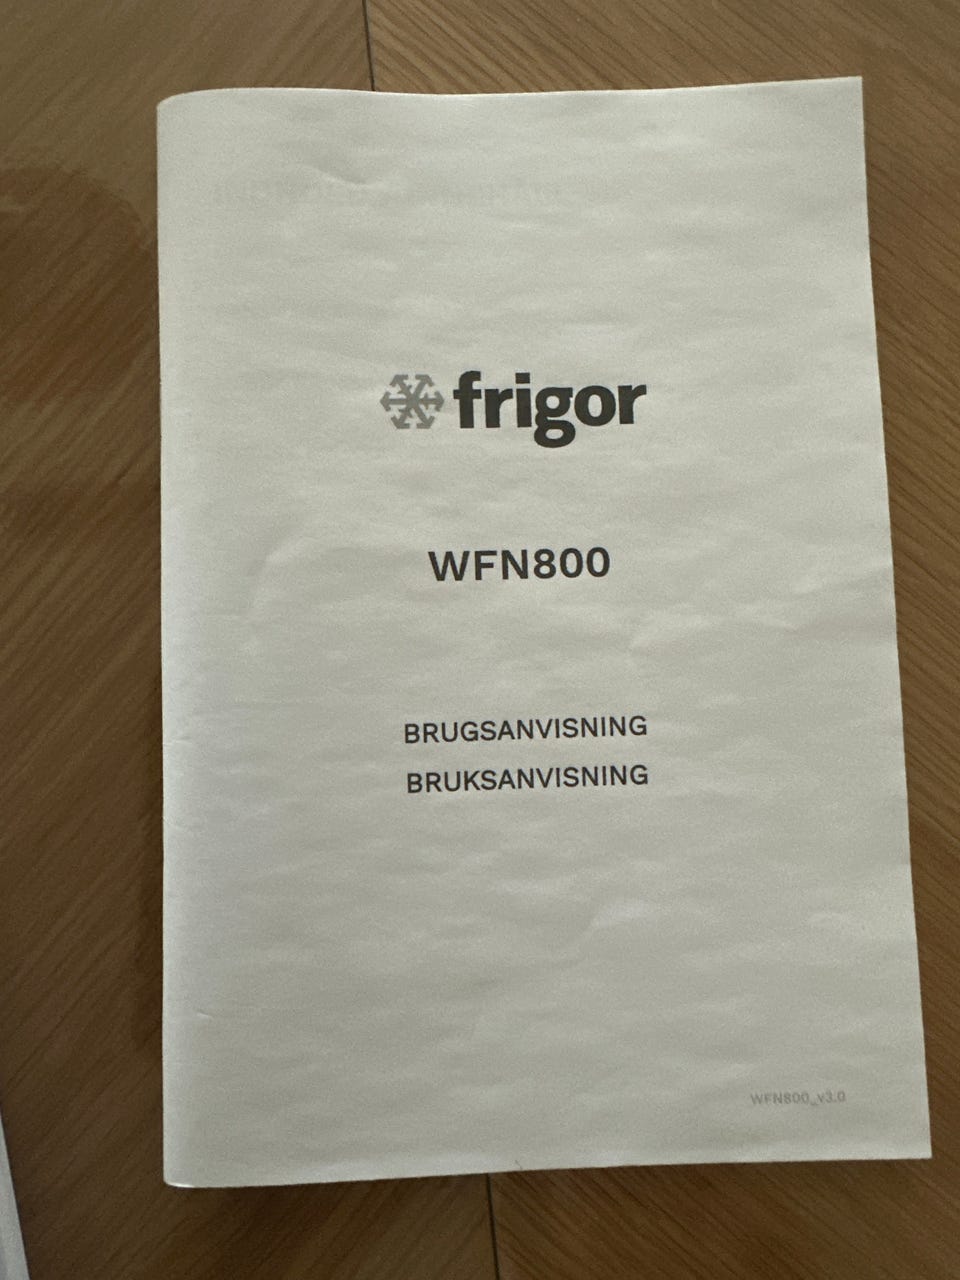 frigor
WFN800
BRUGSANVISNING
BRUKSANVISNING
WFN800_v3.0